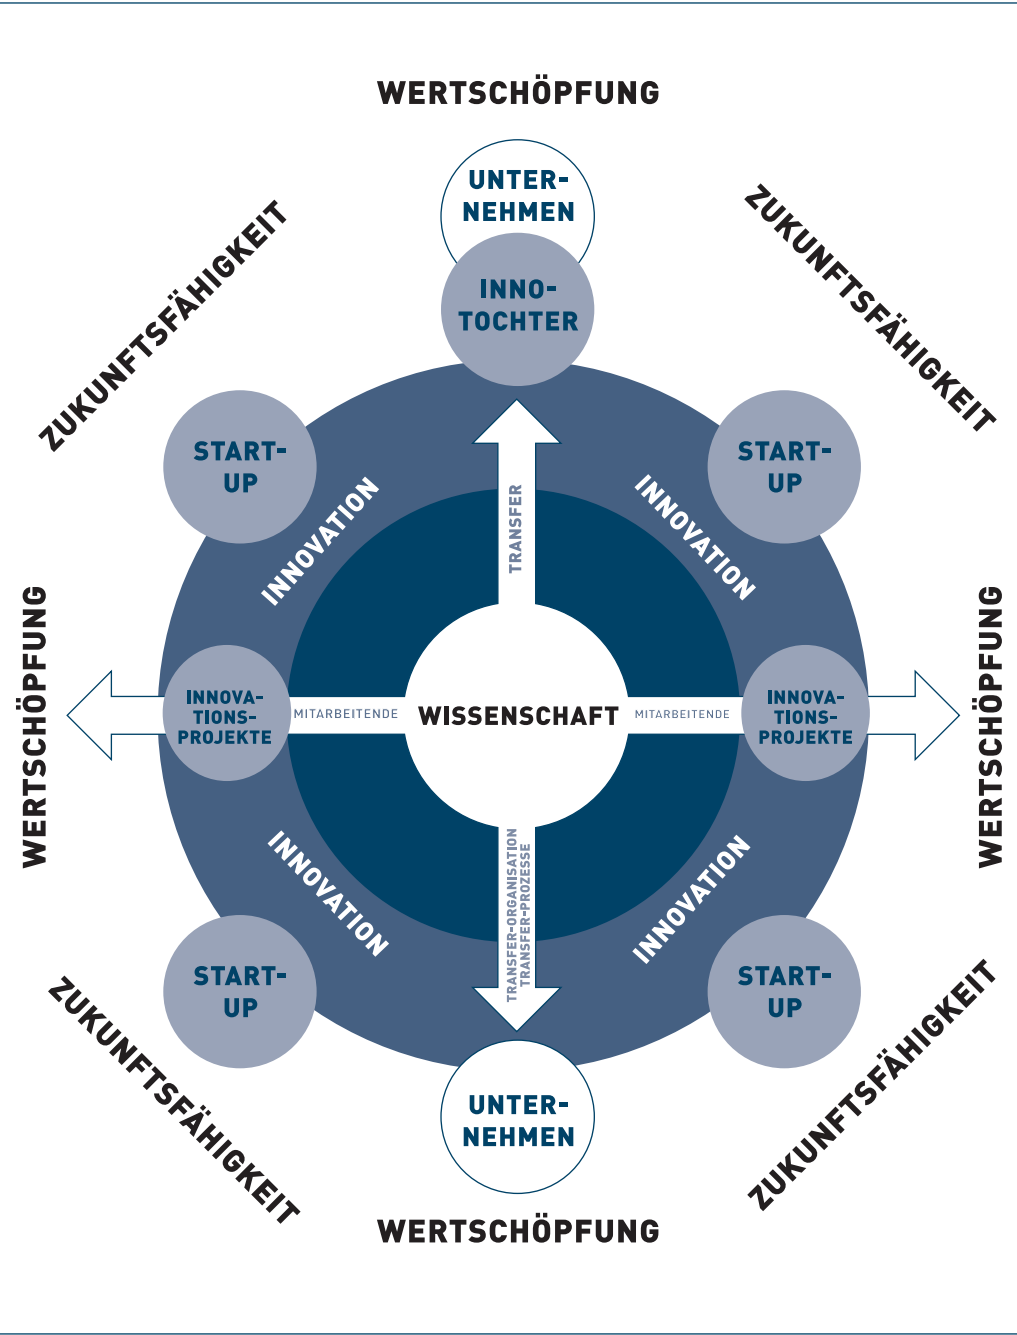 WERTSCHÖPFUNG
UNTER-
NEHMEN
ZUKUNFTSFÄHIGKEIT
ZUKUNFTSFÄHIGKEIT
INNO-
TOCHTER
START-
UP
START-
UP
INNOVATION
TRANSFER
INNOVATION
WERTSCHÖPFUNG
INNOVA-
TIONS-
PROJEKTE
MITARBEITENDE
WISSENSCHAFT
MITARBEITENDE
INNOVA-
TIONS-
PROJEKTE
WERTSCHÖPFUNG
INNOVATION
TRANSFER-ORGANISATION
TRANSFER-PROZESSE
INNOVATION
START-
UP
START-
UP
ZUKUNFTSFÄHIGKEIT
UNTER-
NEHMEN
ZUKUNFTSFÄHIGKEIT
WERTSCHÖPFUNG